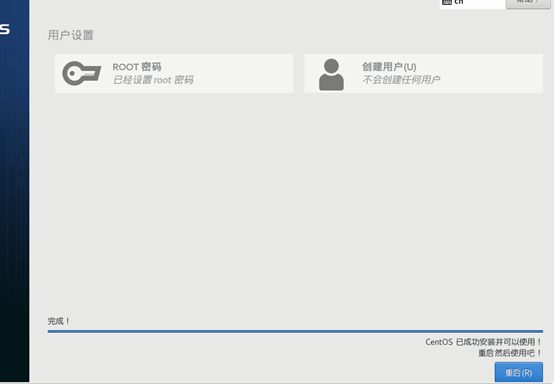 cn
用户设置
ROOT 密码
已经设置 root 密码
创建用户(U)
不会创建任何用户
完成！
CentOS 已成功安装并可以使用！
重启然后使用吧！
重启(R)